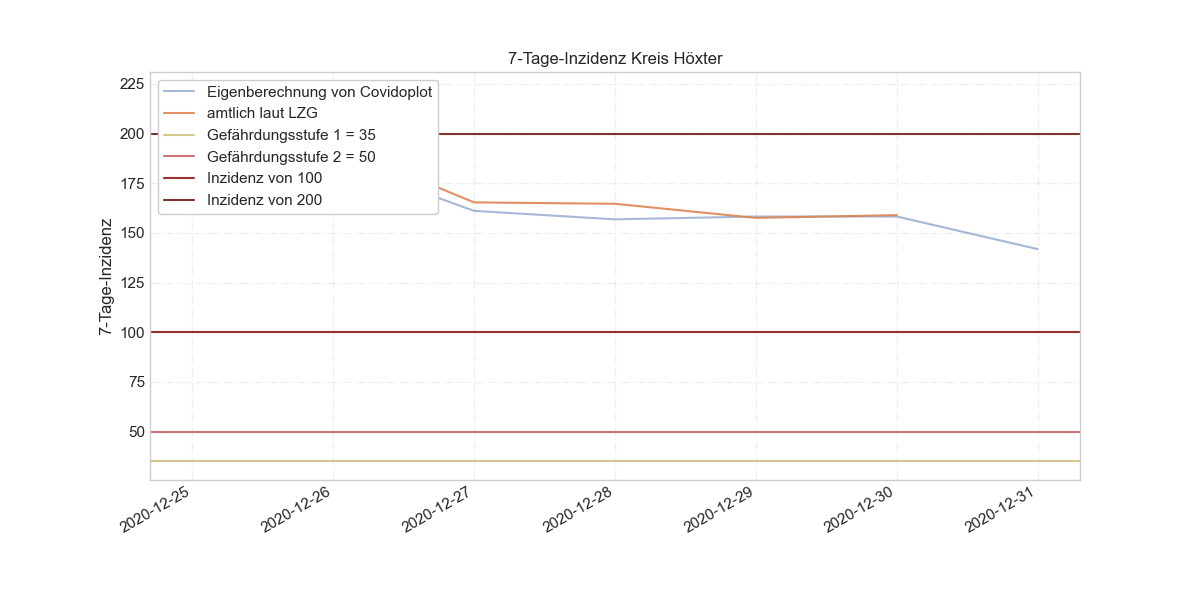 7-Tage-Inzidenz Kreis Höxter
Eigenberechnung von Covidoplot
amtlich laut LZG
Gefährdungsstufe 1 = 35
Gefährdungsstufe 2 = 50
Inzidenz von 100
Inzidenz von 200
7-Tage-Inzidenz
225
200
175
150
125
100
75
50
2020-12-25
2020-12-26
2020-12-27
2020-12-28
2020-12-29
2020-12-30
2020-12-31